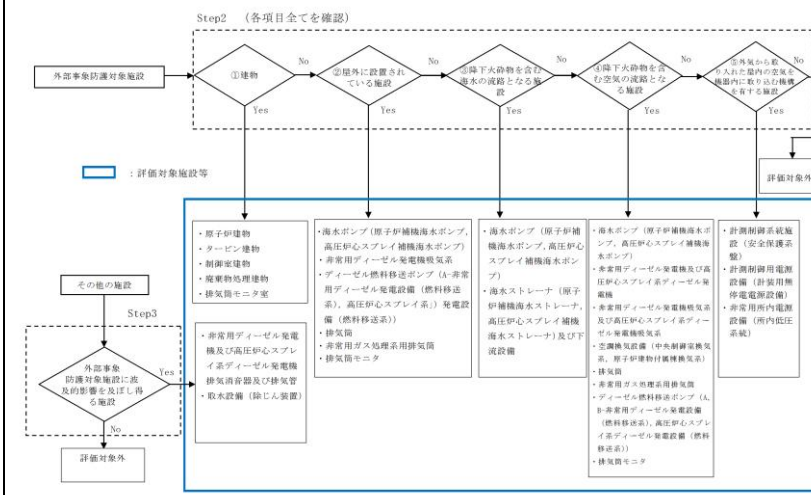 Step2 （各項目全てを確認）
外部事象防護対象施設
①建物
No
Yes
②屋外に設置され
ている施設
No
Yes
③降下火砕物を含む
海水の流路となる施
設
No
Yes
④降下火砕物を含
む空気の流路とな
る施設
No
Yes
⑤外気から取
り入れた屋内の空気を
機器内に取り込む機構
を有する施設
Yes
評価対象外
：評価対象施設等
・原子炉建物
・タービン建物
・制御室建物
・廃棄物処理建物
・排気筒モニタ室
・海水ポンプ（原子炉補機海水ポンプ,
高圧炉心スプレイ補機海水ポンプ）
・非常用ディーゼル発電機吸気系
・ディーゼル燃料移送ポンプ（A-非常
用ディーゼル発電設備（燃料移送
系）, 高圧炉心スプレイ系」）発電設
備（燃料移送系））
・排気筒
・非常用ガス処理系用排気筒
・排気筒モニタ
・海水ポンプ（原子炉補
機海水ポンプ, 高圧炉心
スプレイ補機海水ポン
プ）
・海水ストレーナ（原子
炉補機海水ストレーナ,
高圧炉心スプレイ補機
海水ストレーナ）及び下
流設備
・海水ポンプ（原子炉補機海水ポ
ンプ, 高圧炉心スプレイ補機海
水ポンプ）
・非常用ディーゼル発電機及び高
圧炉心スプレイ系ディーゼル発
電機
・非常用ディーゼル発電機吸気系
及び高圧炉心スプレイ系ディー
ゼル発電機吸気系
・空調換気設備（中央制御室換気
系, 原子炉建物付属棟換気系）
・排気筒
・非常用ガス処理系用排気筒
・ディーゼル燃料移送ポンプ（A,
B-非常用ディーゼル発電設備
（燃料移送系）, 高圧炉心スプレ
イ系ディーゼル発電設備（燃料
移送系））
・排気筒モニタ
・計測制御系統施
設（安全保護系
盤）
・計測制御用電源
設備（計装用無
停電電源設備）
・非常用所内電源
設備（所内低圧
系統）
その他の施設
Step3
外部事象
防護対象施設に波
及的影響を及ぼし得
る施設
Yes
No
評価対象外
・非常用ディーゼル発電
機及び高圧炉心スプレ
イ系ディーゼル発電機
排気消音器及び排気管
・取水設備（除じん装置）